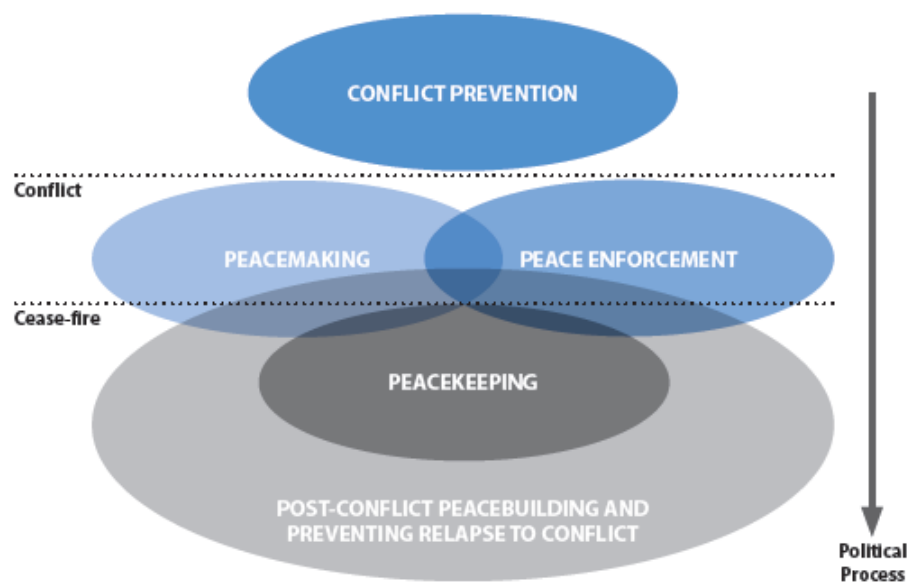 CONFLICT PREVENTION
Conflict
PEACEMAKING
PEACE ENFORCEMENT
Cease-fire
PEACEKEEPING
POST-CONFLICT PEACEBUILDING AND
PREVENTING RELAPSE TO CONFLICT
Political
Process